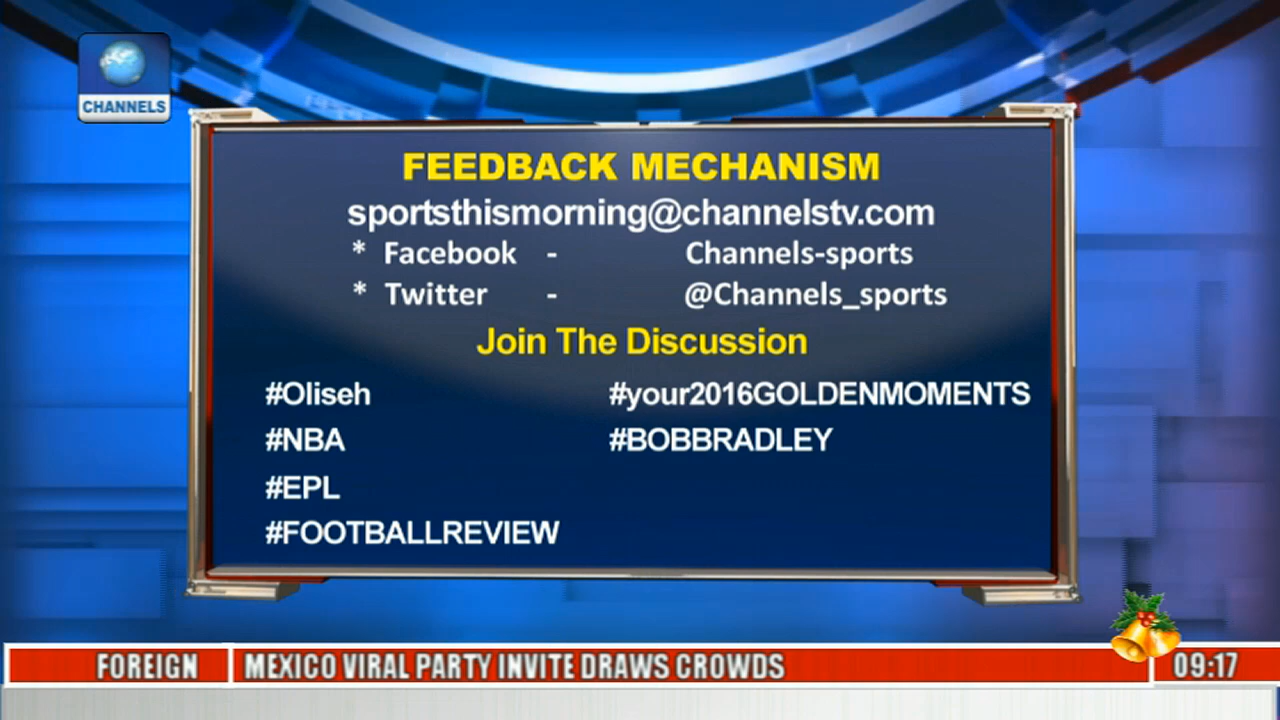 CHANNELS
FEEDBACK MECHANISM
sportsthismorning@channelstv.com
* Facebook - Channels-sports
* Twitter - @Channels_sports
Join The Discussion
#Oliseh #your2016GOLDENMOMENTS
#NBA #BOBBRADLEY
#EPL
#FOOTBALLREVIEW
FOREIGN MEXICO VIRAL PARTY INVITE DRAWS CROWDS 09:17